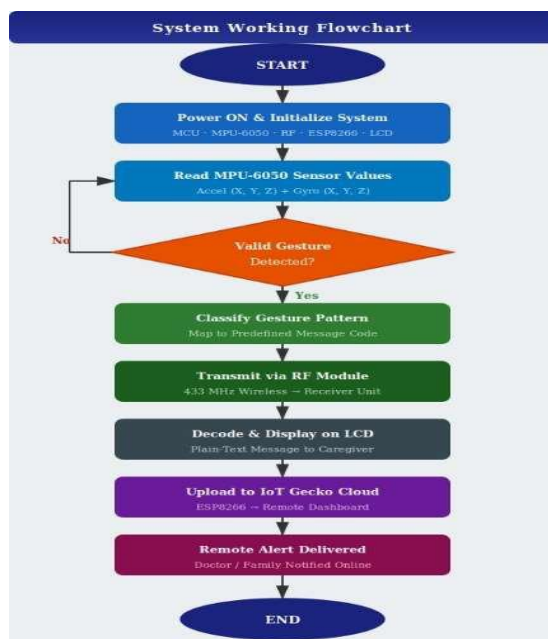 System Working Flowchart
START
Power ON & Initialize System
MCU · MPU-6050 · RF · ESP8266 · LCD
Read MPU-6050 Sensor Values
Accel (X, Y, Z) + Gyro (X, Y, Z)
No
Valid Gesture
Detected?
Yes
Classify Gesture Pattern
Map to Predefined Message Code
Transmit via RF Module
433 MHz Wireless → Receiver Unit
Decode & Display on LCD
Plain-Text Message to Caregiver
Upload to IoT Gecko Cloud
ESP8266 → Remote Dashboard
Remote Alert Delivered
Doctor / Family Notified Online
END